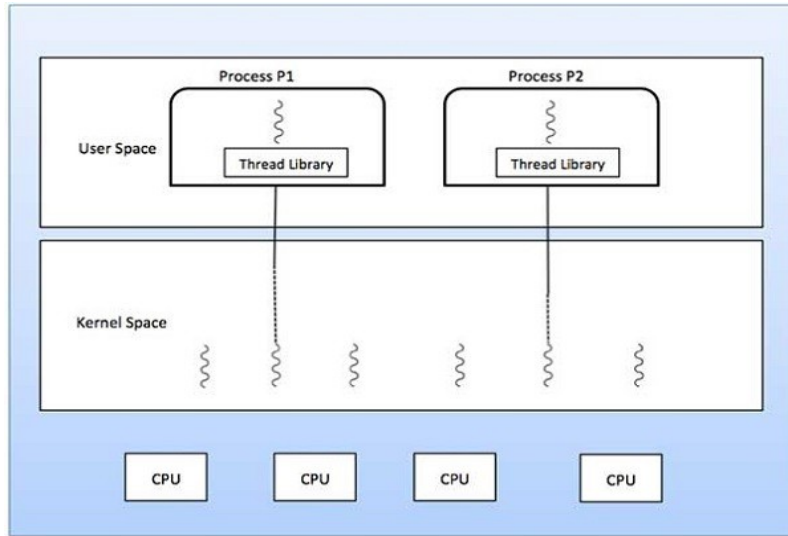 Process P1
Process P2
User Space
Thread Library
Thread Library
Kernel Space
CPU
CPU
CPU
CPU